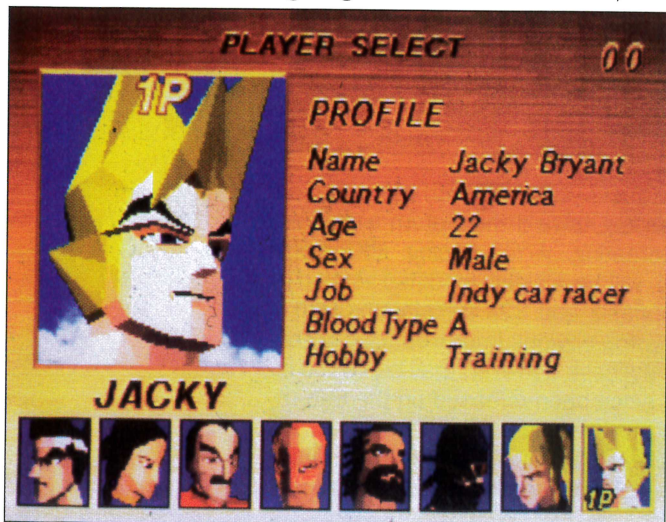 PLAYER SELECT 00
1P
PROFILE
Name Jacky Bryant
Country America
Age 22
Sex Male
Job Indy car racer
Blood Type A
Hobby Training
JACKY
1P